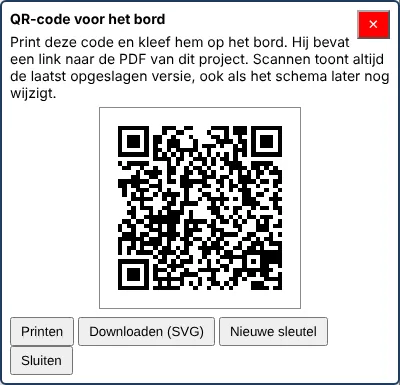 QR-code voor het bord
×
Print deze code en kleef hem op het bord. Hij bevat
een link naar de PDF van dit project. Scannen toont altijd
de laatst opgeslagen versie, ook als het schema later nog
wijzigt.
Printen
Downloaden (SVG)
Nieuwe sleutel
Sluiten